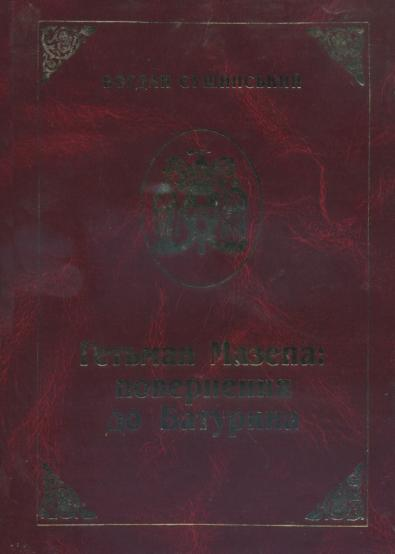 БОГДАН СУШИНСЬКИЙ
Гетьман Мазепа:
повернення
до Батурина